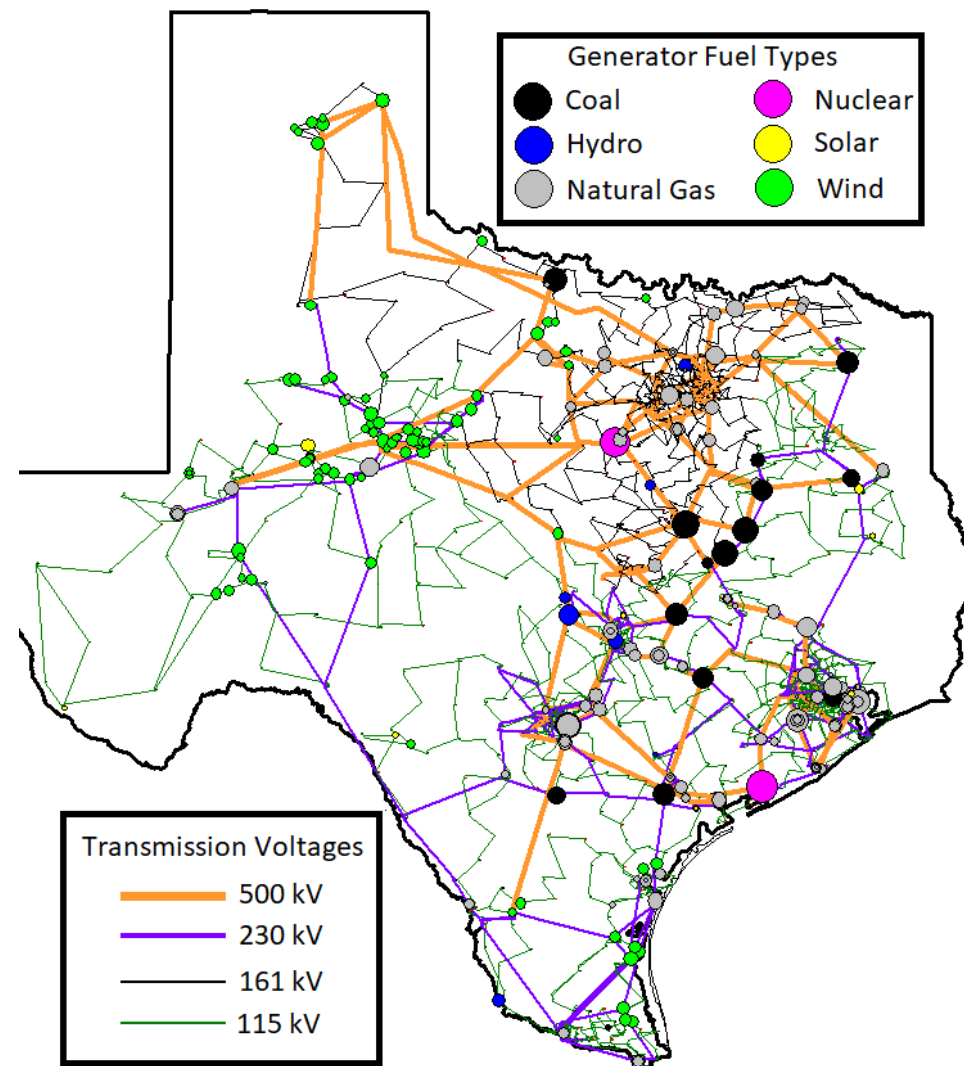 Generator Fuel Types
Coal
Nuclear
Hydro
Solar
Natural Gas
Wind
Transmission Voltages
500 kV
230 kV
161 kV
115 kV